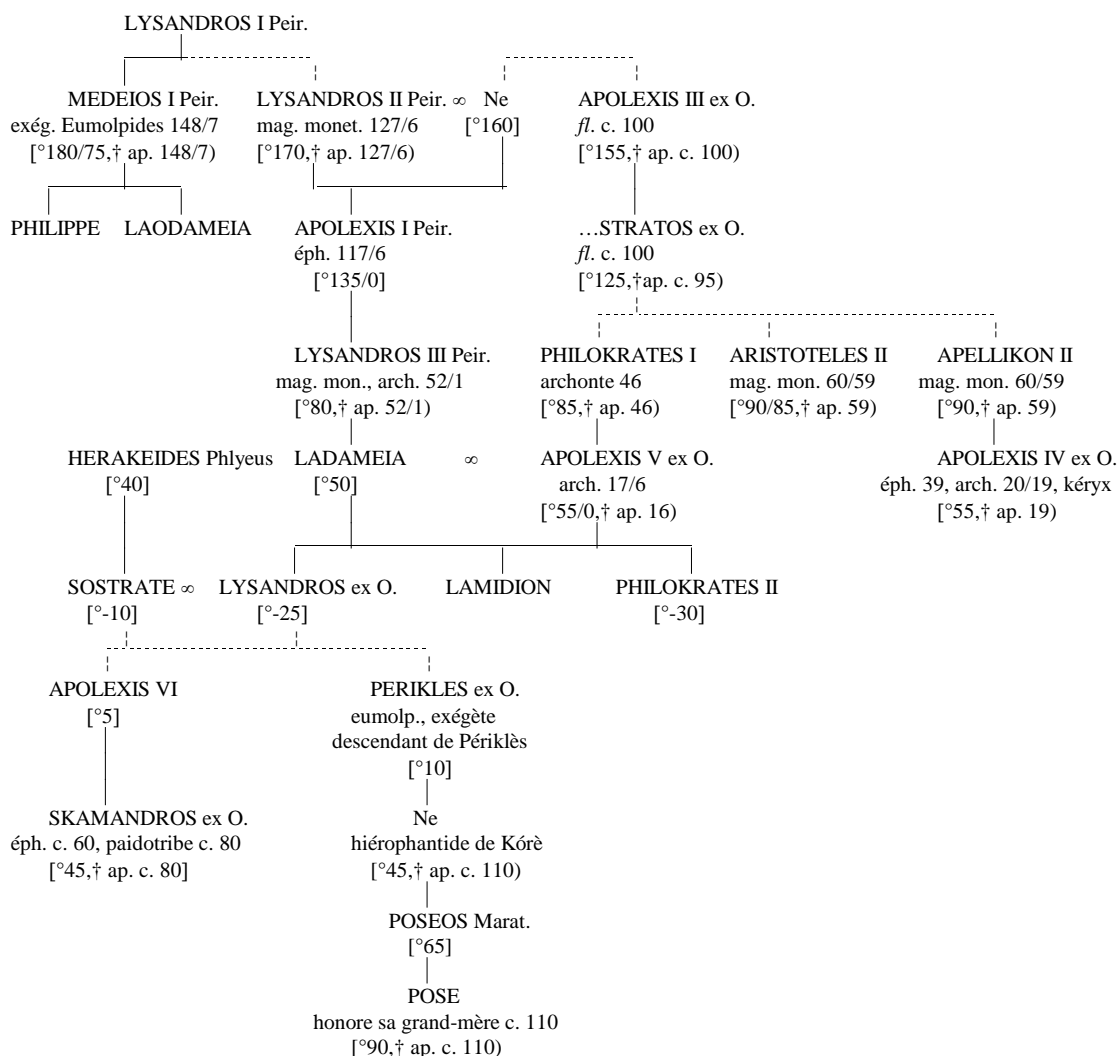 LYSANDROS I Peir.
MEDEIOS I Peir. LYSANDROS II Peir. ∞ Ne APOLEXIS III ex O.
exég. Eumolpides 148/7 mag. monet. 127/6 [°160] fl. c. 100
[°180/75,† ap. 148/7) [°170,† ap. 127/6) [°155,† ap. c. 100)
PHILIPPE LAODAMEIA APOLEXIS I Peir. …STRATOS ex O.
éph. 117/6 fl. c. 100
[°135/0] [°125,†ap. c. 95)
LYSANDROS III Peir. PHILOKRATES I ARISTOTELES II APELLIKON II
mag. mon., arch. 52/1 archonte 46 mag. mon. 60/59 mag. mon. 60/59
[°80,† ap. 52/1) [°85,† ap. 46) [°90/85,† ap. 59) [°90,† ap. 59)
HERAKEIDES Phlyeus LADAMEIA ∞ APOLEXIS V ex O. APOLEXIS IV ex O.
[°40] [°50] arch. 17/6 éph. 39, arch. 20/19, kéryx
[°55/0,† ap. 16) [°55,† ap. 19)
SOSTRATE ∞ LYSANDROS ex O. LAMIDION PHILOKRATES II
[°-10] [°-25] [°-30]
APOLEXIS VI PERIKLES ex O.
[°5] eumolp., exégète
descendant de Périklès
[°10]
SKAMANDROS ex O. Ne
éph. c. 60, paidotribe c. 80 hiérophantide de Kórè
[°45,† ap. c. 80] [°45,† ap. c. 110)
POSEOS Marat.
[°65]
POSE
honore sa grand-mère c. 110
[°90,† ap. c. 110)